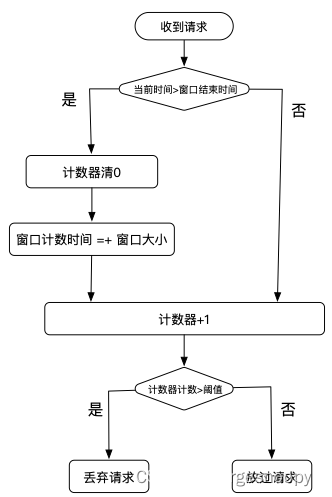 收到请求
当前时间>窗口结束时间
是
否
计数器清0
窗口计数时间 =+ 窗口大小
计数器+1
计数器计数>阈值
是
否
丢弃请求
放过请求